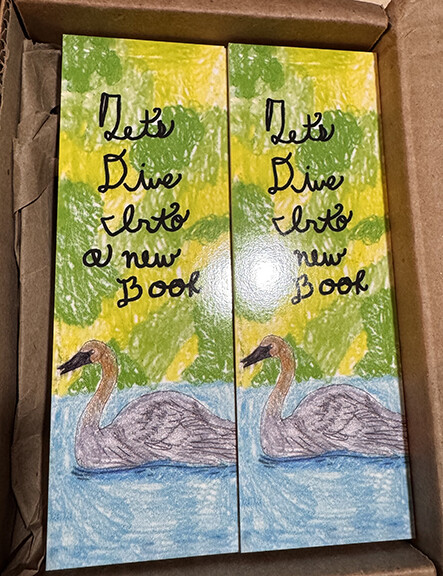 Let's
Dive
Into
a new
Book
Let's
Dive
Into
new
Book